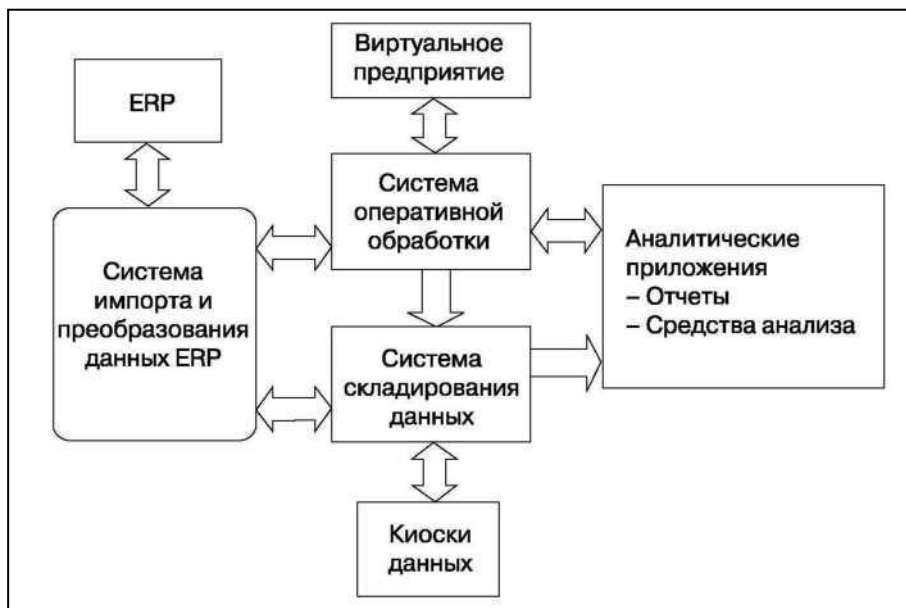 Виртуальное
предприятие
ERP
Система
оперативной
обработки
Аналитические
приложения
– Отчеты
– Средства анализа
Система
импорта и
преобразования
данных ERP
Система
складирования
данных
Киоски
данных